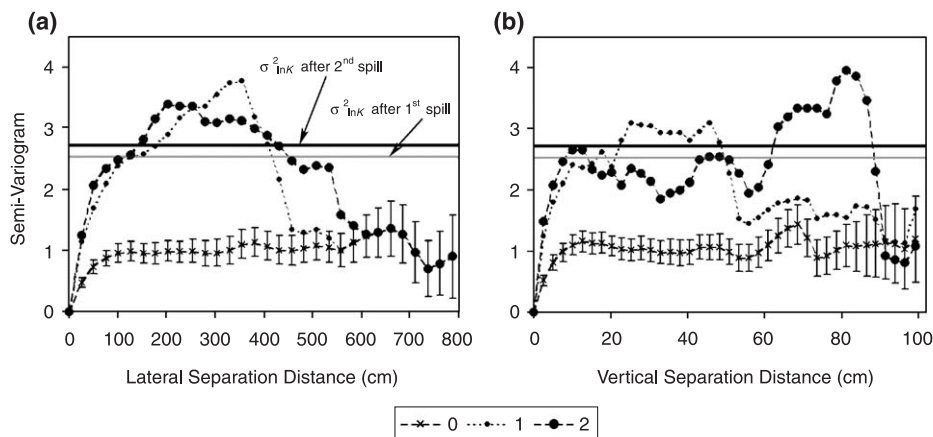 (a)
(b)
Semi-Variogram
4
3
2
1
0
σ²lnK after 2nd spill
σ²lnK after 1st spill
0 100 200 300 400 500 600 700 800
Lateral Separation Distance (cm)
4
3
2
1
0
0 20 40 60 80 100
Vertical Separation Distance (cm)
0 1 2